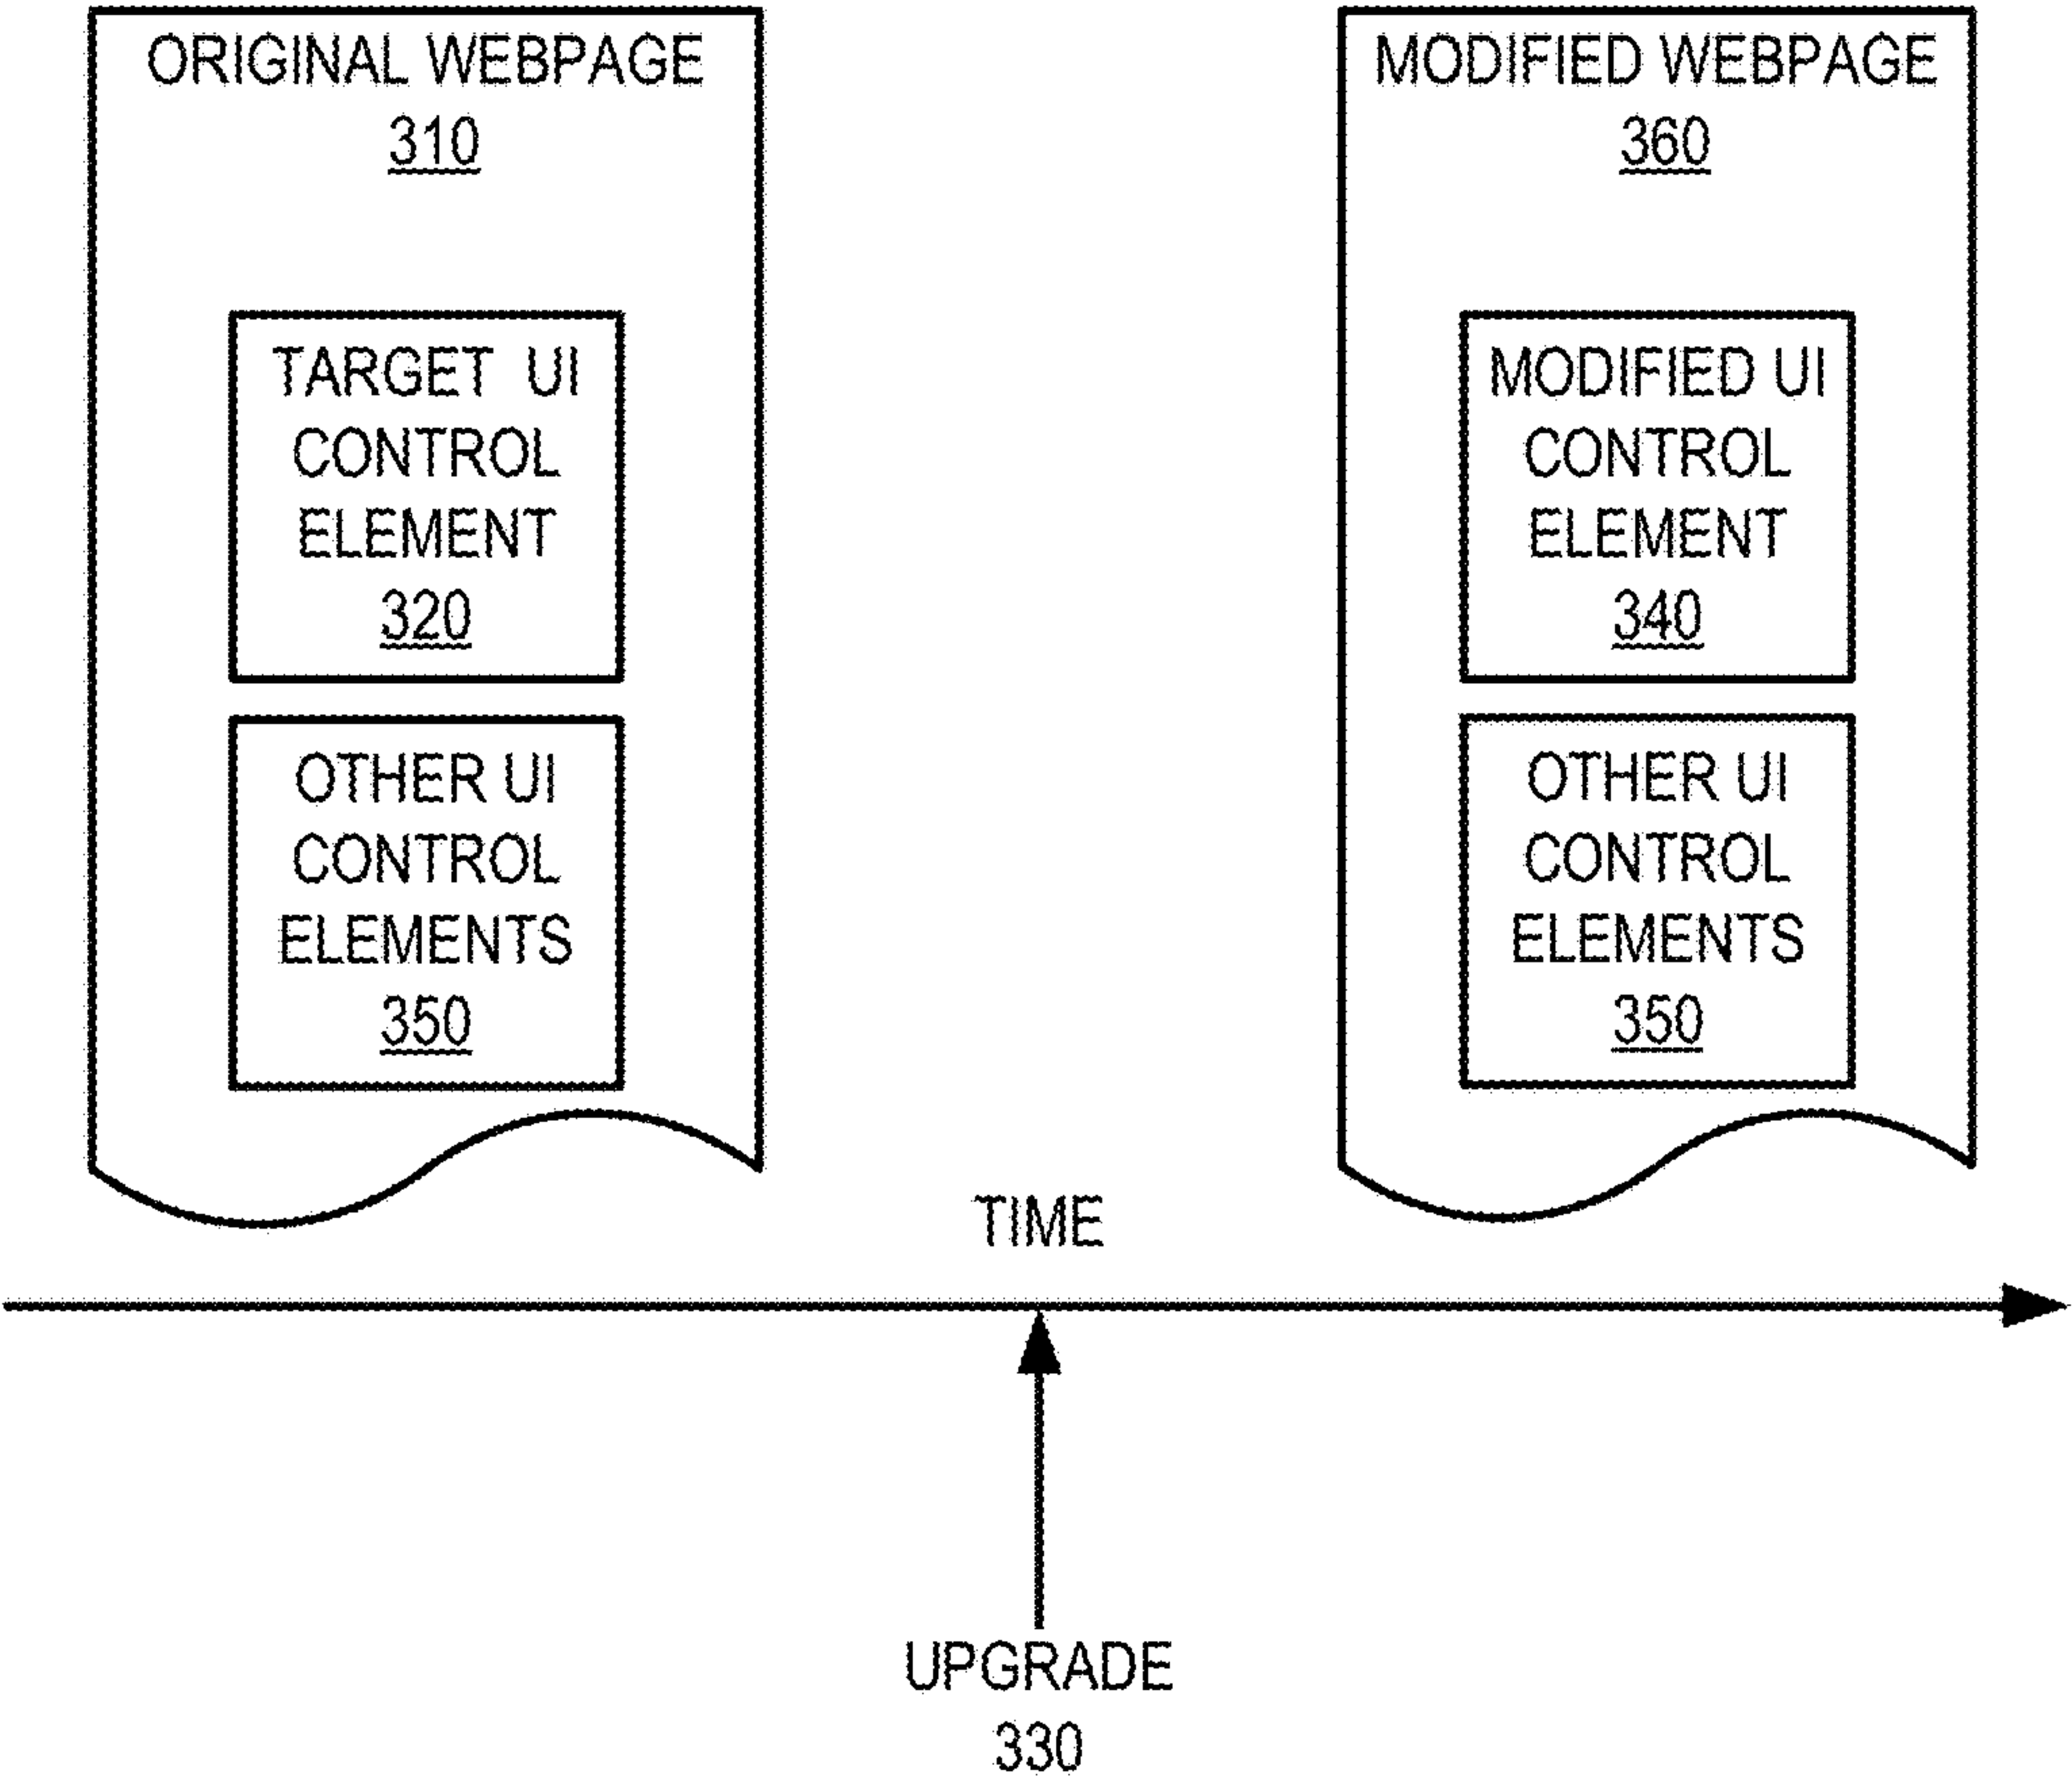 ORIGINAL WEBPAGE
310
TARGET UI
CONTROL
ELEMENT
320
OTHER UI
CONTROL
ELEMENTS
350
MODIFIED WEBPAGE
360
MODIFIED UI
CONTROL
ELEMENT
340
OTHER UI
CONTROL
ELEMENTS
350
TIME
UPGRADE
330